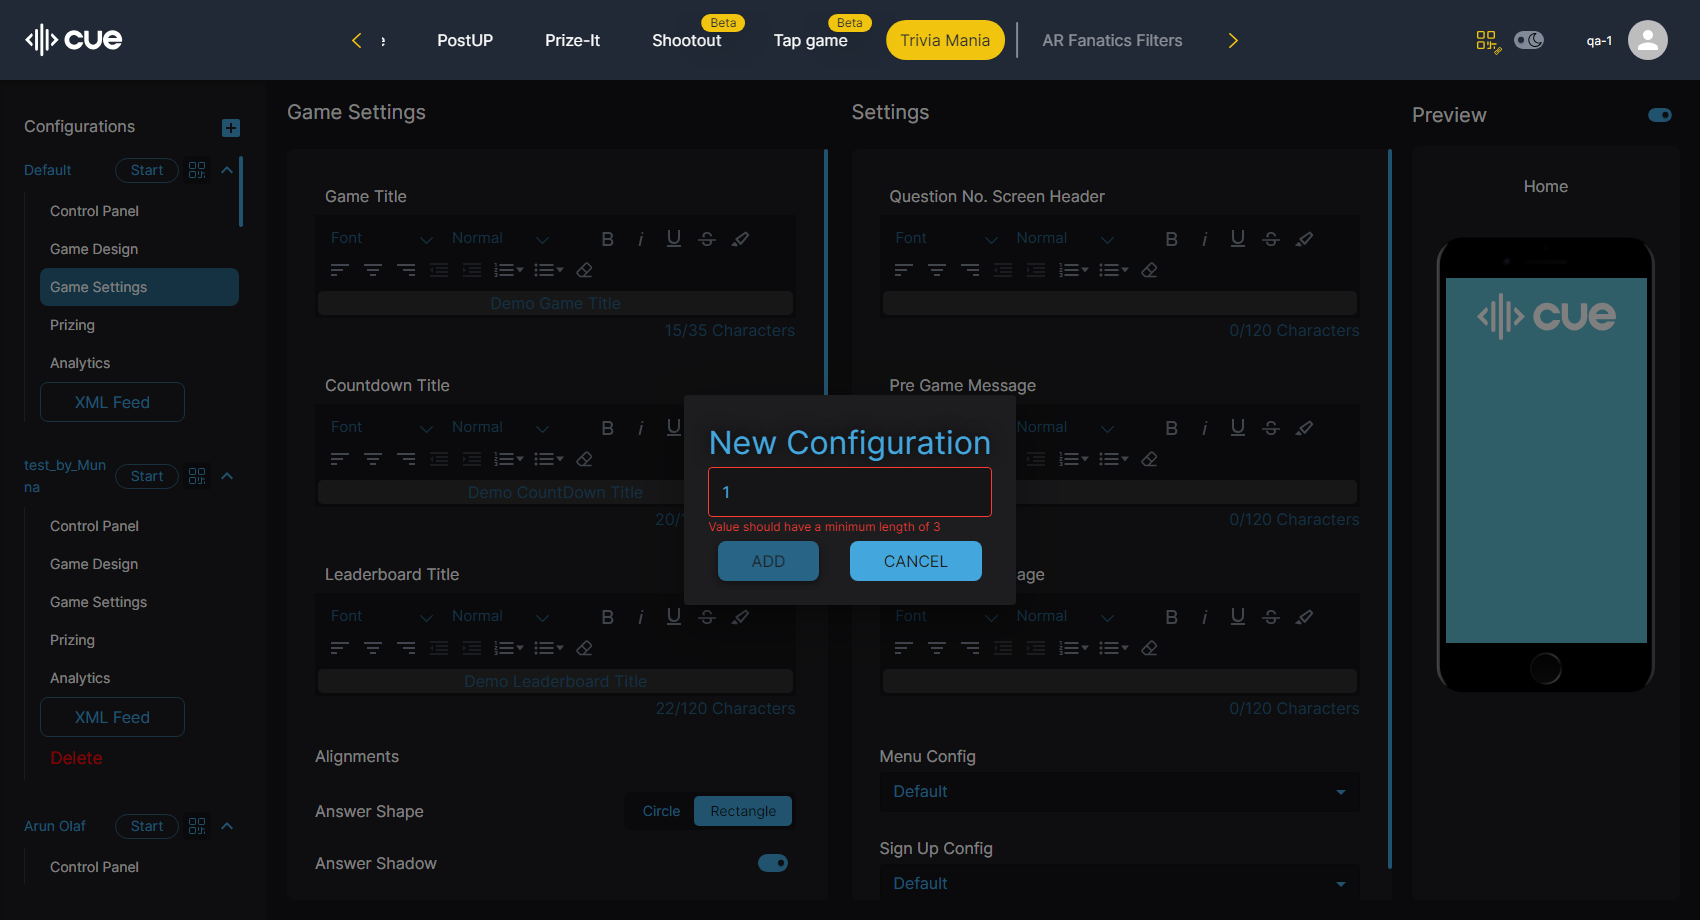 cue
PostUP
Prize-It
Beta
Shootout
Beta
Tap game
Trivia Mania
AR Fanatics Filters
qa-1
Configurations
Default
Start
Control Panel
Game Design
Game Settings
Prizing
Analytics
XML Feed
test_by_Mun
na
Start
Control Panel
Game Design
Game Settings
Prizing
Analytics
XML Feed
Delete
Arun Olaf
Start
Control Panel
Game Settings
Game Title
Font
Normal
Demo Game Title
15/35 Characters
Countdown Title
Font
Normal
Demo CountDown Title
20/
Leaderboard Title
Font
Normal
Demo Leaderboard Title
22/120 Characters
Alignments
Answer Shape
Circle
Rectangle
Answer Shadow
New Configuration
1
Value should have a minimum length of 3
ADD
CANCEL
Settings
Question No. Screen Header
Font
Normal
0/120 Characters
Pre Game Message
Normal
0/120 Characters
age
Font
Normal
0/120 Characters
Menu Config
Default
Sign Up Config
Default
Preview
Home
cue